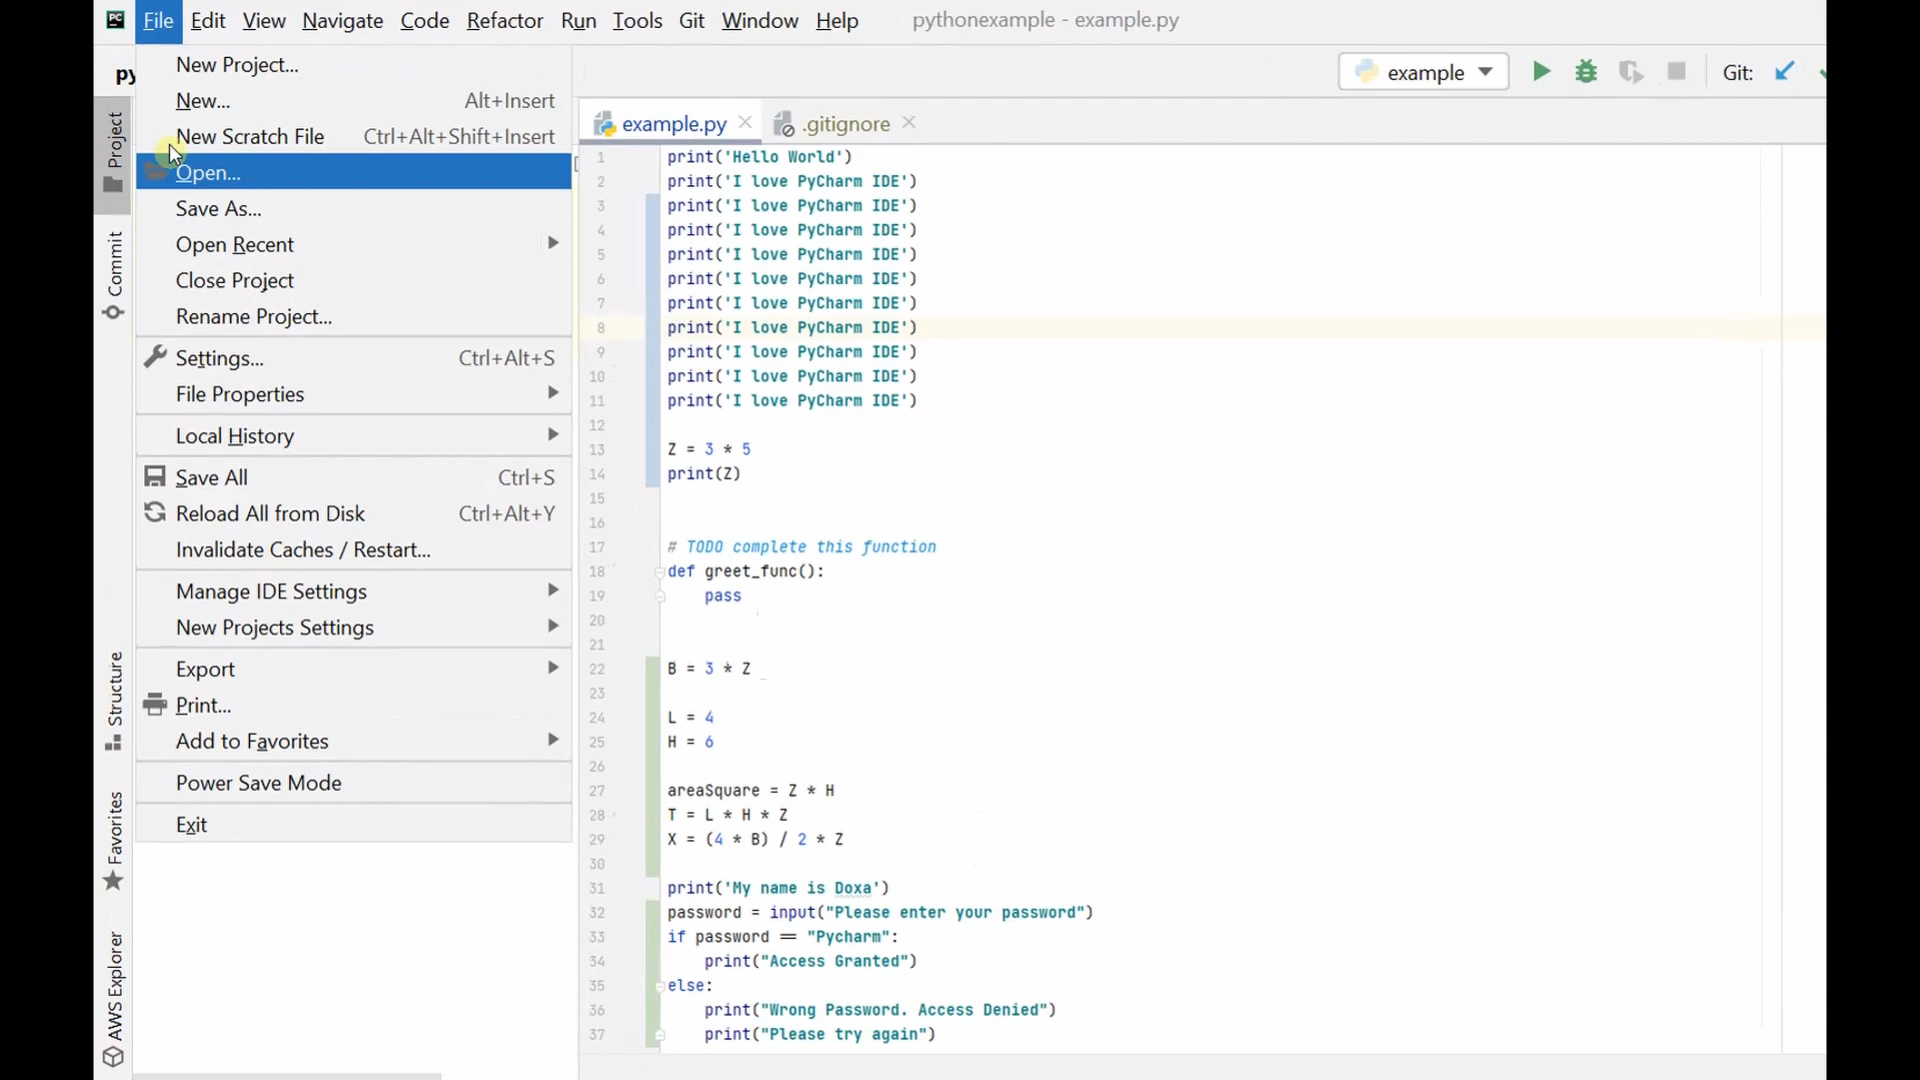 PC File Edit View Navigate Code Refactor Run Tools Git Window Help pythonexample - example.py
py
example Git:
New Project...
New... Alt+Insert
New Scratch File Ctrl+Alt+Shift+Insert
Open...
Save As...
Open Recent
Close Project
Rename Project...
Settings... Ctrl+Alt+S
File Properties
Local History
Save All Ctrl+S
Reload All from Disk Ctrl+Alt+Y
Invalidate Caches / Restart...
Manage IDE Settings
New Projects Settings
Export
Print...
Add to Favorites
Power Save Mode
Exit
Project
Commit
Structure
Favorites
AWS Explorer
example.py .gitignore
1 print('Hello World')
2 print('I love PyCharm IDE')
3 print('I love PyCharm IDE')
4 print('I love PyCharm IDE')
5 print('I love PyCharm IDE')
6 print('I love PyCharm IDE')
7 print('I love PyCharm IDE')
8 print('I love PyCharm IDE')
9 print('I love PyCharm IDE')
10 print('I love PyCharm IDE')
11 print('I love PyCharm IDE')
12
13 Z = 3 * 5
14 print(Z)
15
16
17 # TODO complete this function
18 def greet_func():
19 pass
20
21
22 B = 3 * Z
23
24 L = 4
25 H = 6
26
27 areaSquare = Z * H
28 T = L * H * Z
29 X = (4 * B) / 2 * Z
30
31 print('My name is Doxa')
32 password = input("Please enter your password")
33 if password == "Pycharm":
34 print("Access Granted")
35 else:
36 print("Wrong Password. Access Denied")
37 print("Please try again")